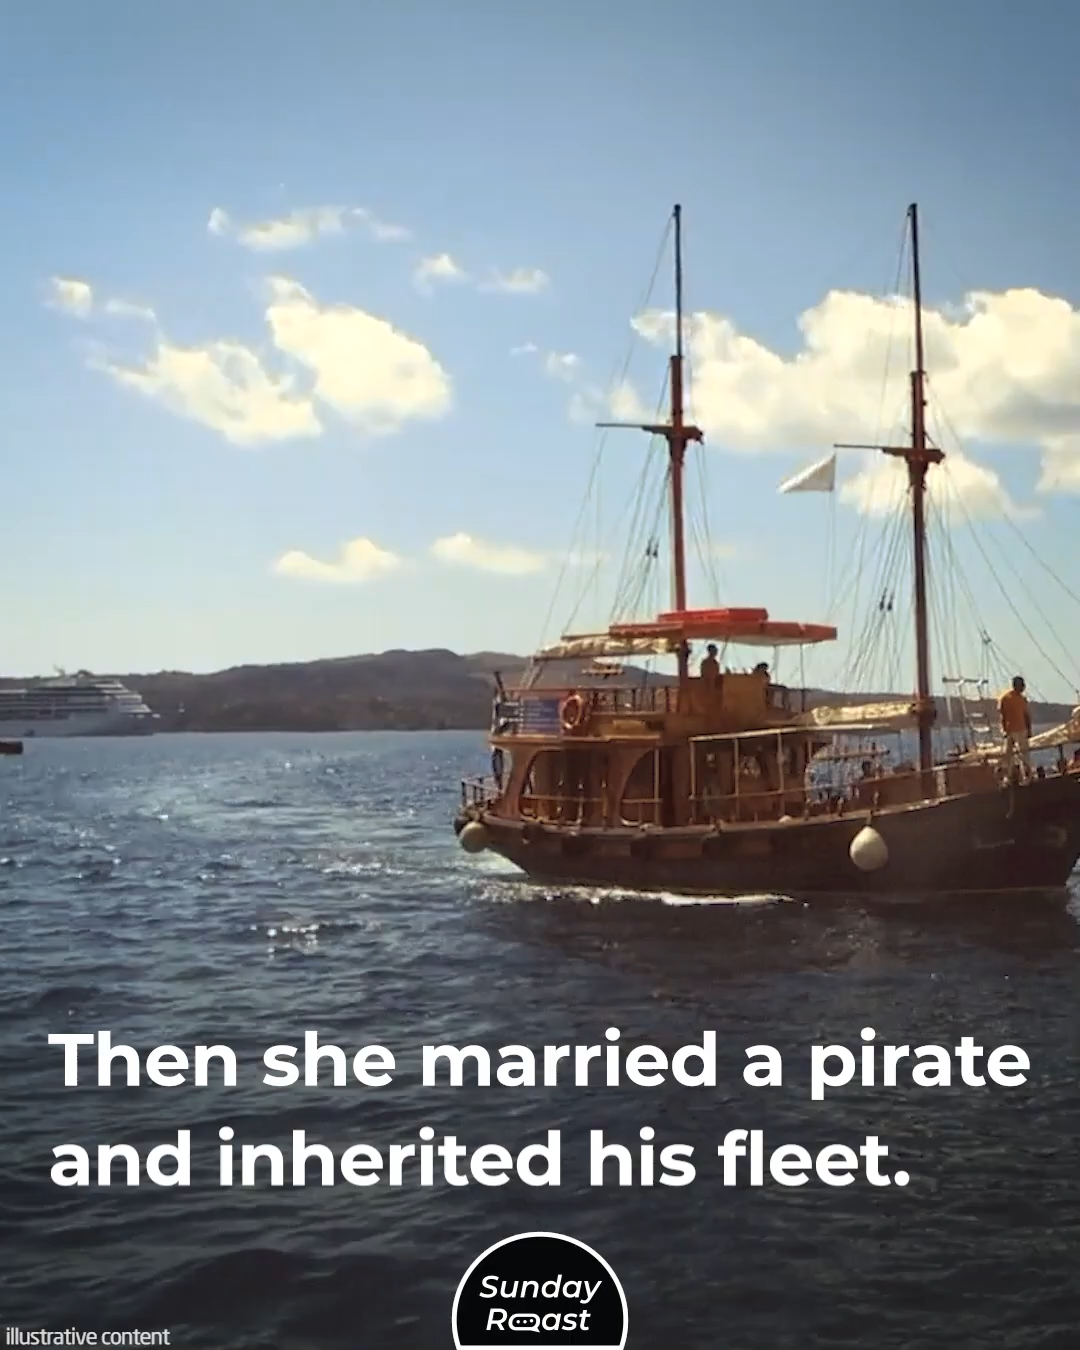 Then she married a pirate
and inherited his fleet.
Sunday
Roast
illustrative content